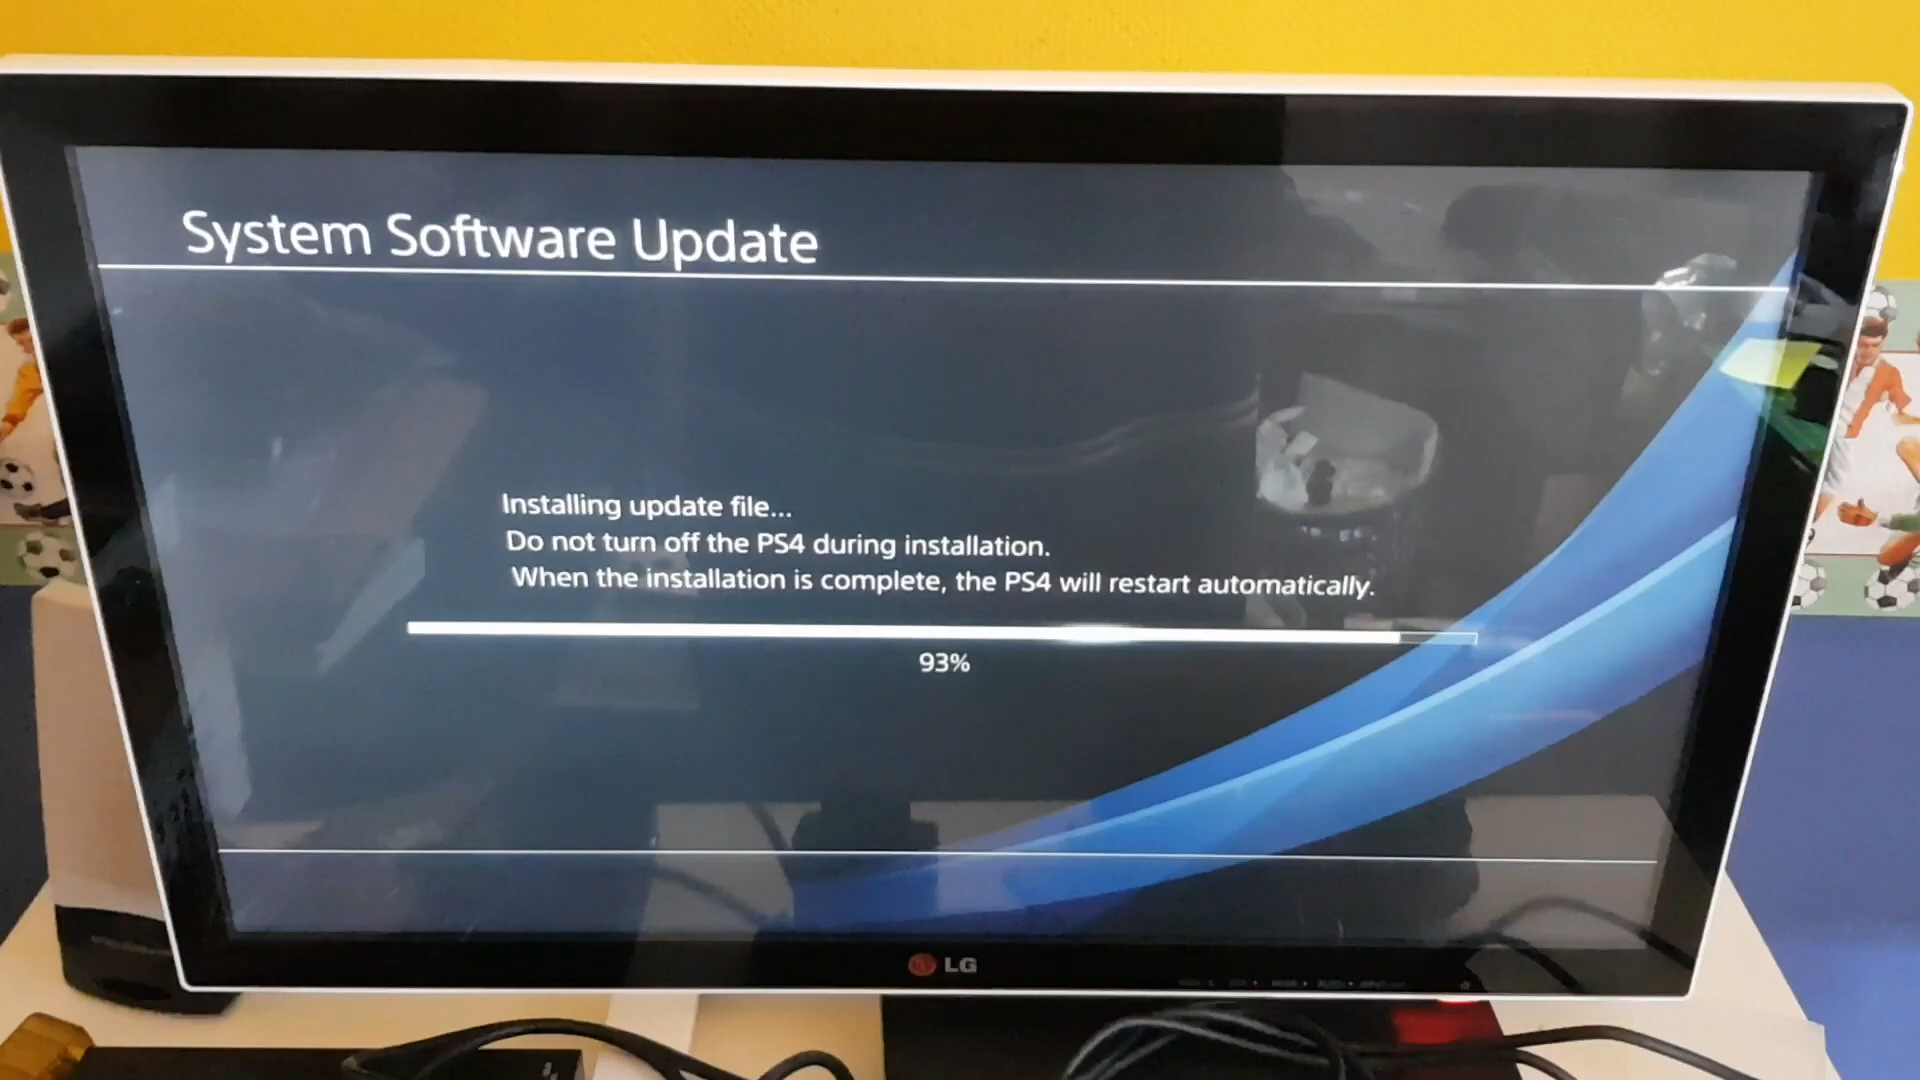 System Software Update
Installing update file...
Do not turn off the PS4 during installation.
When the installation is complete, the PS4 will restart automatically.
93%
LG